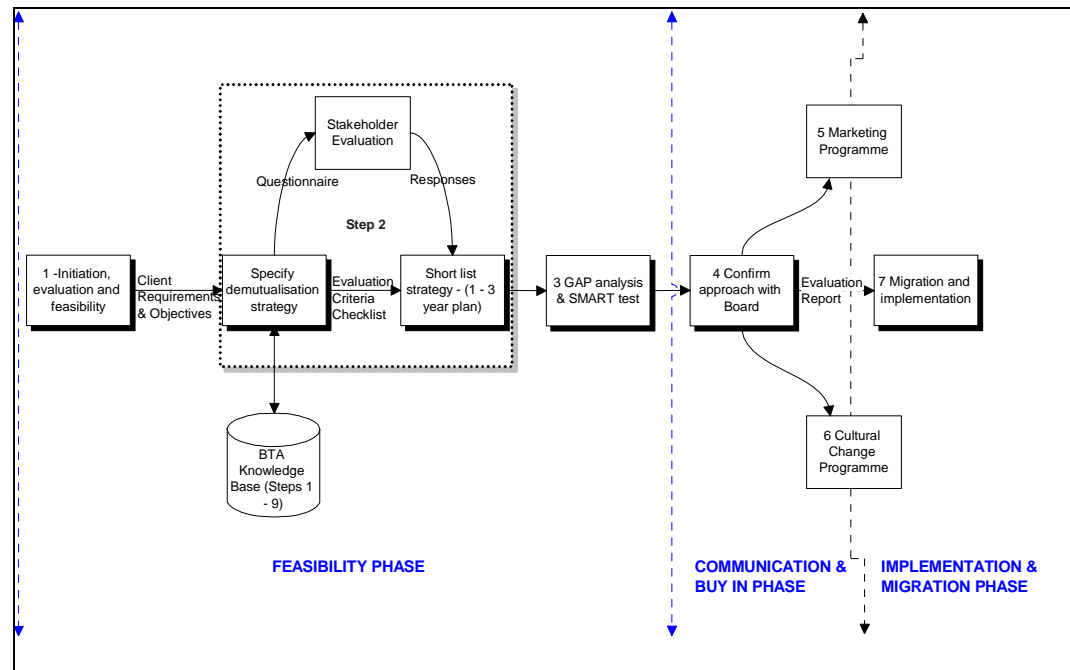 Stakeholder
Evaluation
Questionnaire
Responses
Step 2
1 -Initiation,
evaluation and
feasibility
Client
Requirements
& Objectives
Specify
demutualisation
strategy
Evaluation
Criteria
Checklist
Short list
strategy - (1 - 3
year plan)
3 GAP analysis
& SMART test
4 Confirm
approach with
Board
Evaluation
Report
5 Marketing
Programme
7 Migration and
implementation
6 Cultural
Change
Programme
BTA
Knowledge
Base (Steps 1
- 9)
FEASIBILITY PHASE
COMMUNICATION &
BUY IN PHASE
IMPLEMENTATION &
MIGRATION PHASE